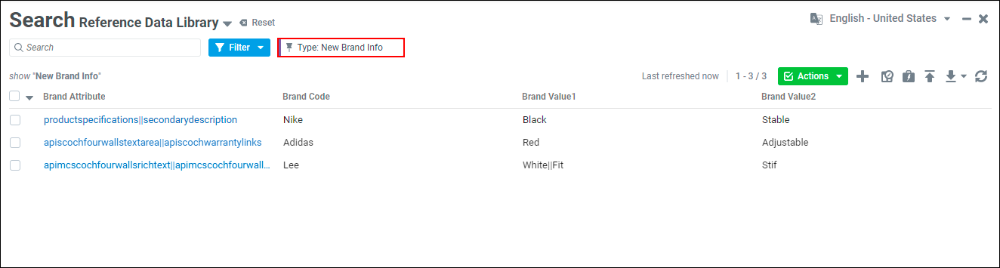 Search Reference Data Library Reset English - United States
Search Filter Type: New Brand Info
show "New Brand Info" Last refreshed now 1 - 3 / 3 Actions
Brand Attribute Brand Code Brand Value1 Brand Value2
productspecifications||secondarydescription Nike Black Stable
apiscochfourwallstextarea||apiscochwarrantylinks Adidas Red Adjustable
apimcscochfourwallsrichtext||apimcscochfourwall... Lee White||Fit Stif